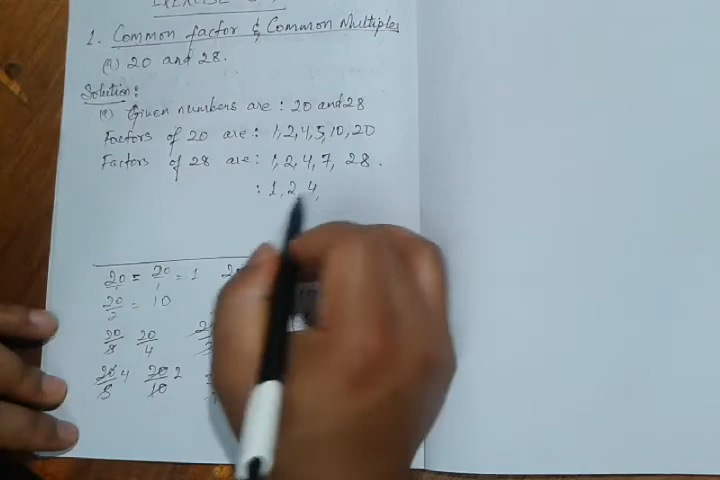 1. Common factor & Common Multiples
(a) 20 and 28.
Solution:
(a) Given numbers are : 20 and 28
Factors of 20 are : 1,2,4,5,10,20
Factors of 28 are : 1,2,4,7, 28.
: 1,2,4,
20/1 = 20/1 = 1
20/2 = 10
20/8 20/4
20/5 4 20/10 2